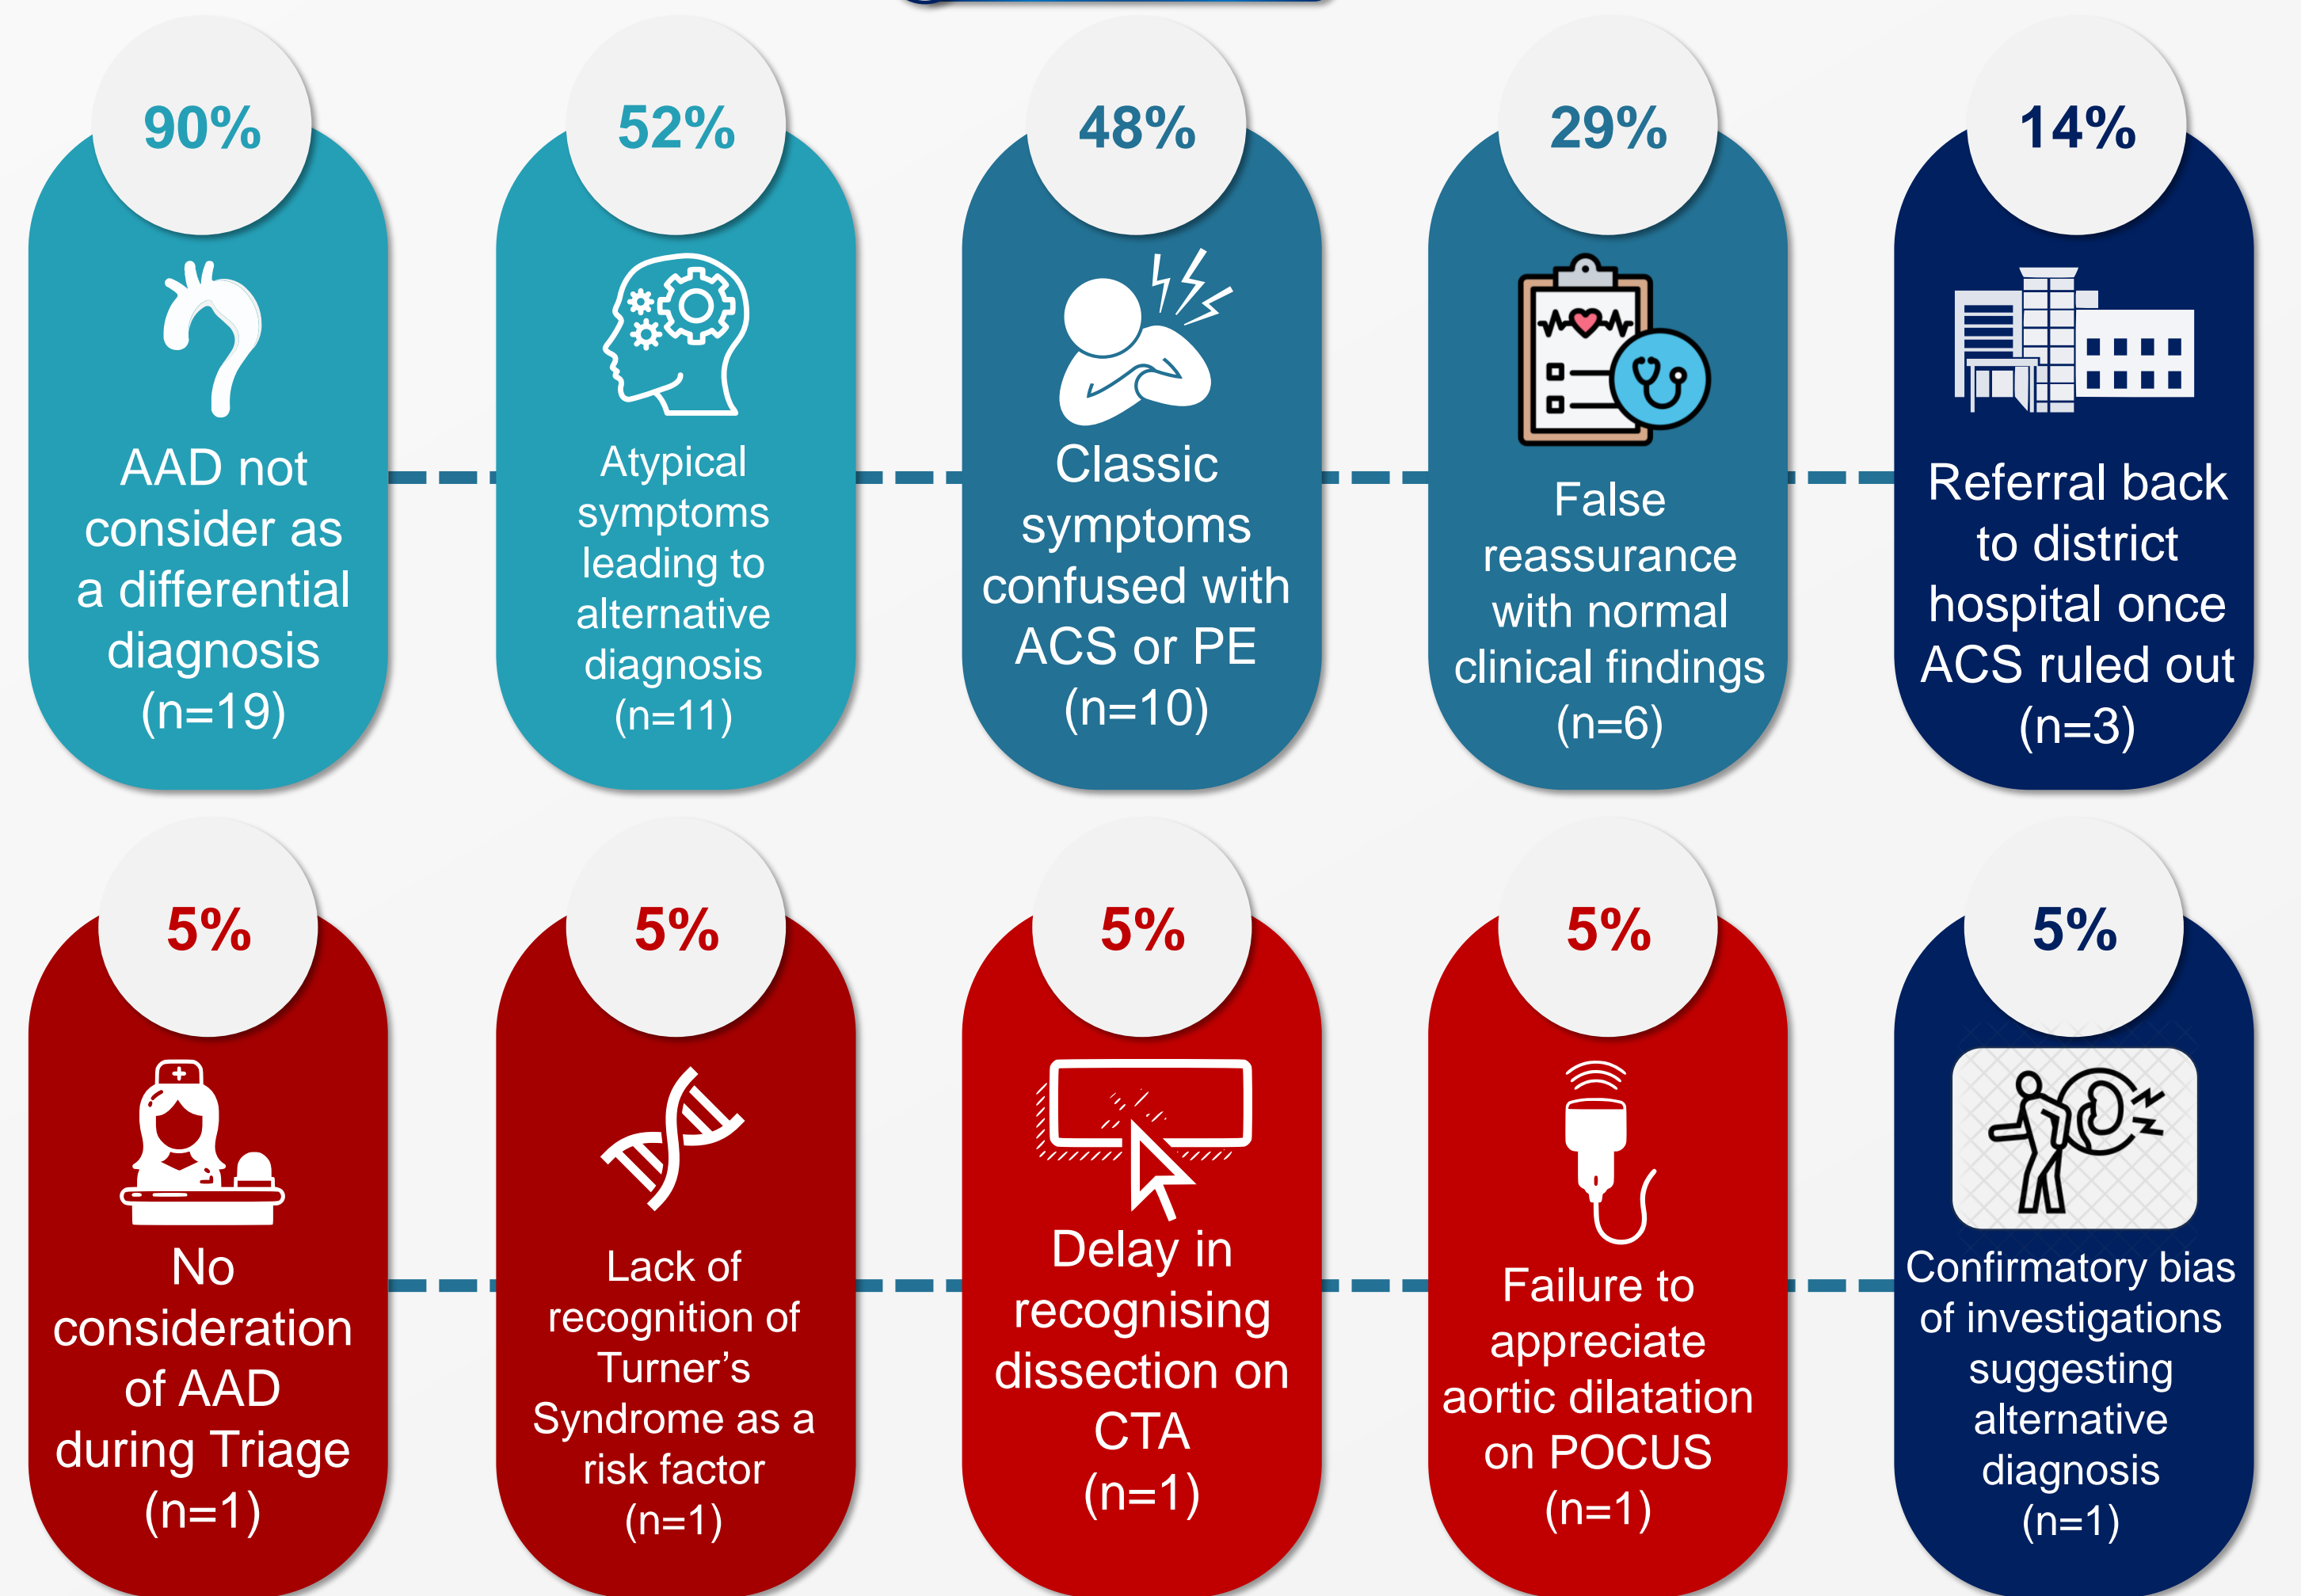 90%
AAD not
consider as
a differential
diagnosis
(n=19)
52%
Atypical
symptoms
leading to
alternative
diagnosis
(n=11)
48%
Classic
symptoms
confused with
ACS or PE
(n=10)
29%
False
reassurance
with normal
clinical findings
(n=6)
14%
Referral back
to district
hospital once
ACS ruled out
(n=3)
5%
No
consideration
of AAD
during Triage
(n=1)
5%
Lack of
recognition of
Turner’s
Syndrome as a
risk factor
(n=1)
5%
Delay in
recognising
dissection on
CTA
(n=1)
5%
Failure to
appreciate
aortic dilatation
on POCUS
(n=1)
5%
Confirmatory bias
of investigations
suggesting
alternative
diagnosis
(n=1)